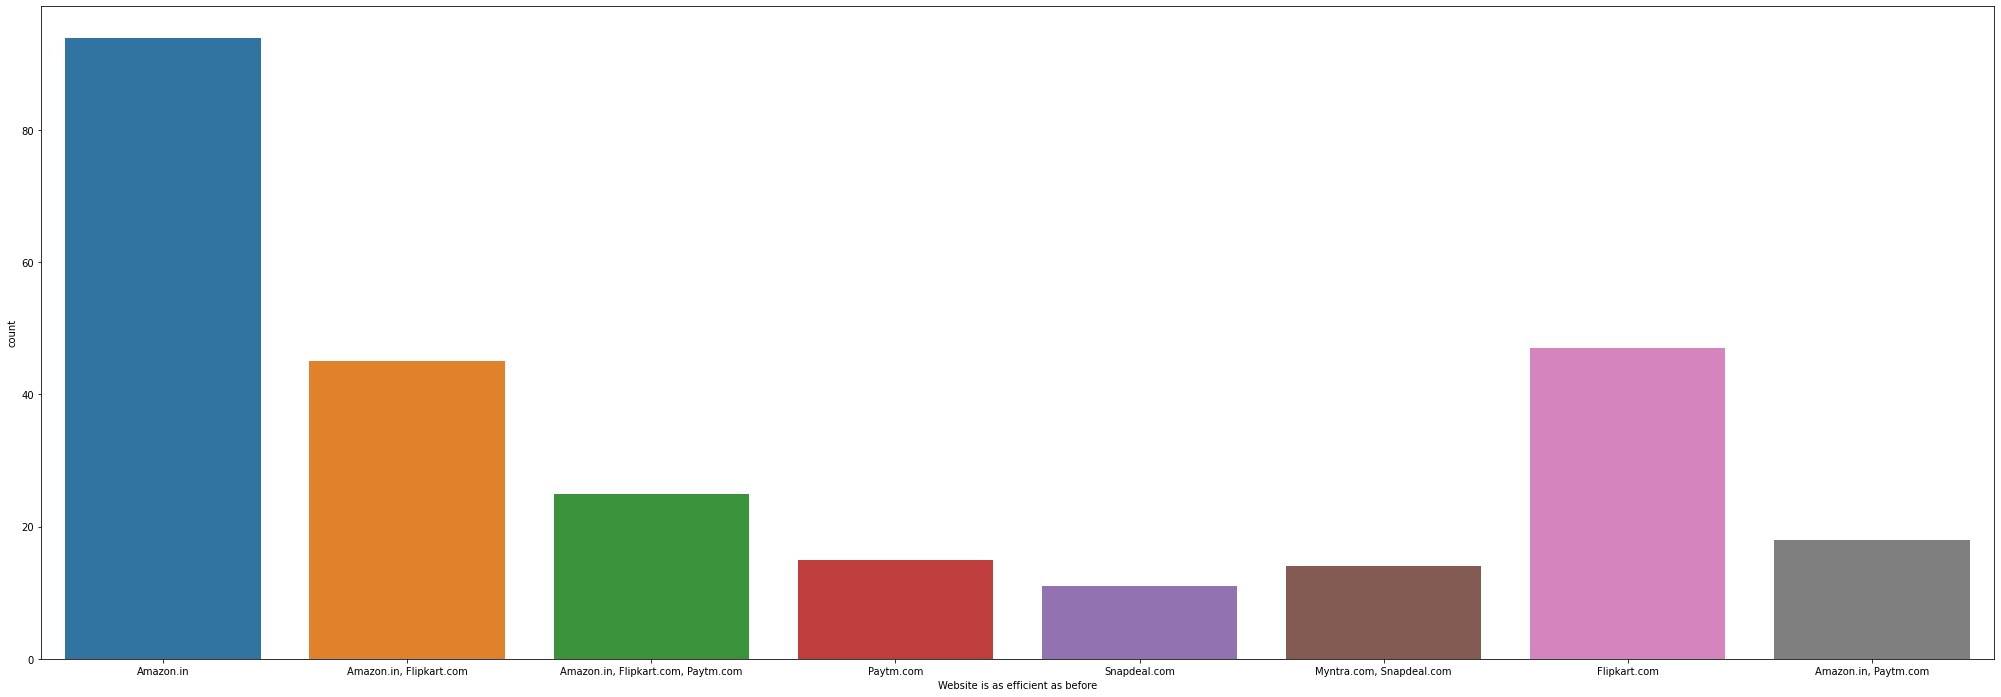 80
60
40
20
0
count
Amazon.in
Amazon.in, Flipkart.com
Amazon.in, Flipkart.com, Paytm.com
Paytm.com
Snapdeal.com
Myntra.com, Snapdeal.com
Flipkart.com
Amazon.in, Paytm.com
Website is as efficient as before